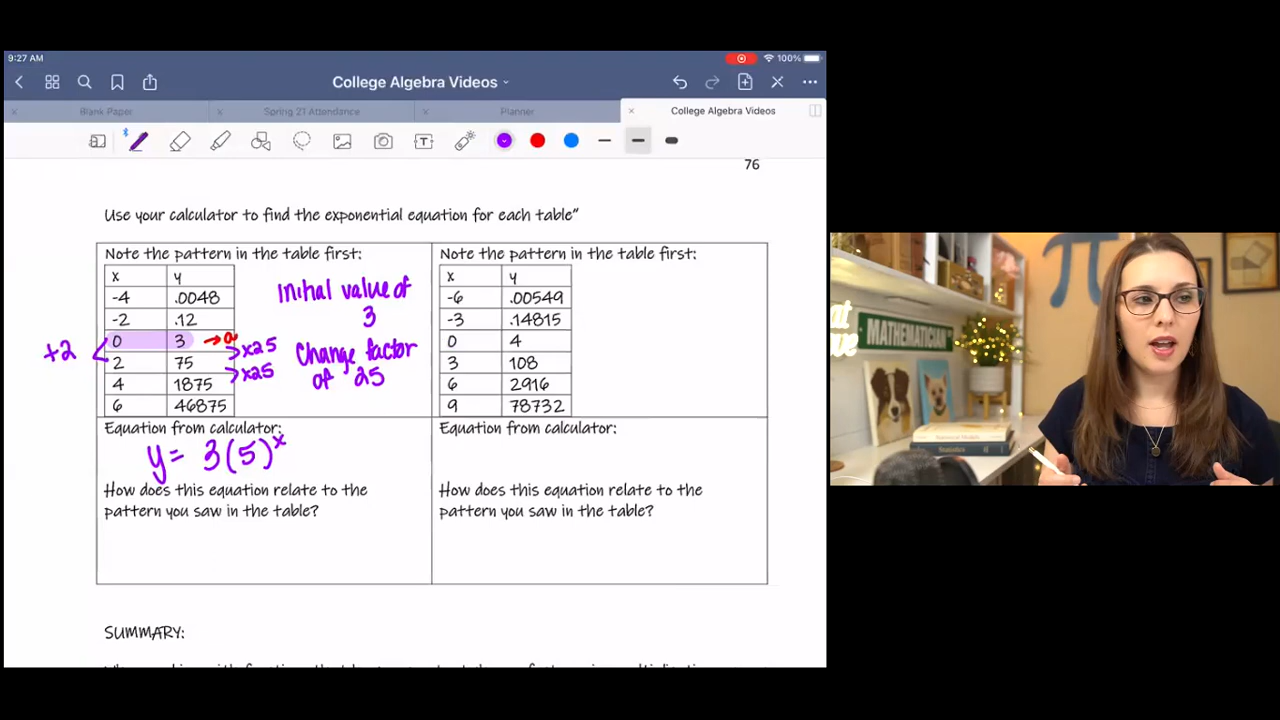 9:27 AM
100%
College Algebra Videos
Blank Paper
Spring 21 Attendance
Planner
College Algebra Videos
76
Use your calculator to find the exponential equation for each table"
Note the pattern in the table first:
x y
-4 .0048
-2 .12
0 3 → a
2 75
4 1875
6 46875
+2
x25
x25
Initial value of
3
Change factor
of 25
Equation from calculator:
y = 3(5)^x
How does this equation relate to the
pattern you saw in the table?
Note the pattern in the table first:
x y
-6 .00549
-3 .14815
0 4
3 108
6 2916
9 78732
Equation from calculator:
How does this equation relate to the
pattern you saw in the table?
SUMMARY:
MATHEMATICIAN